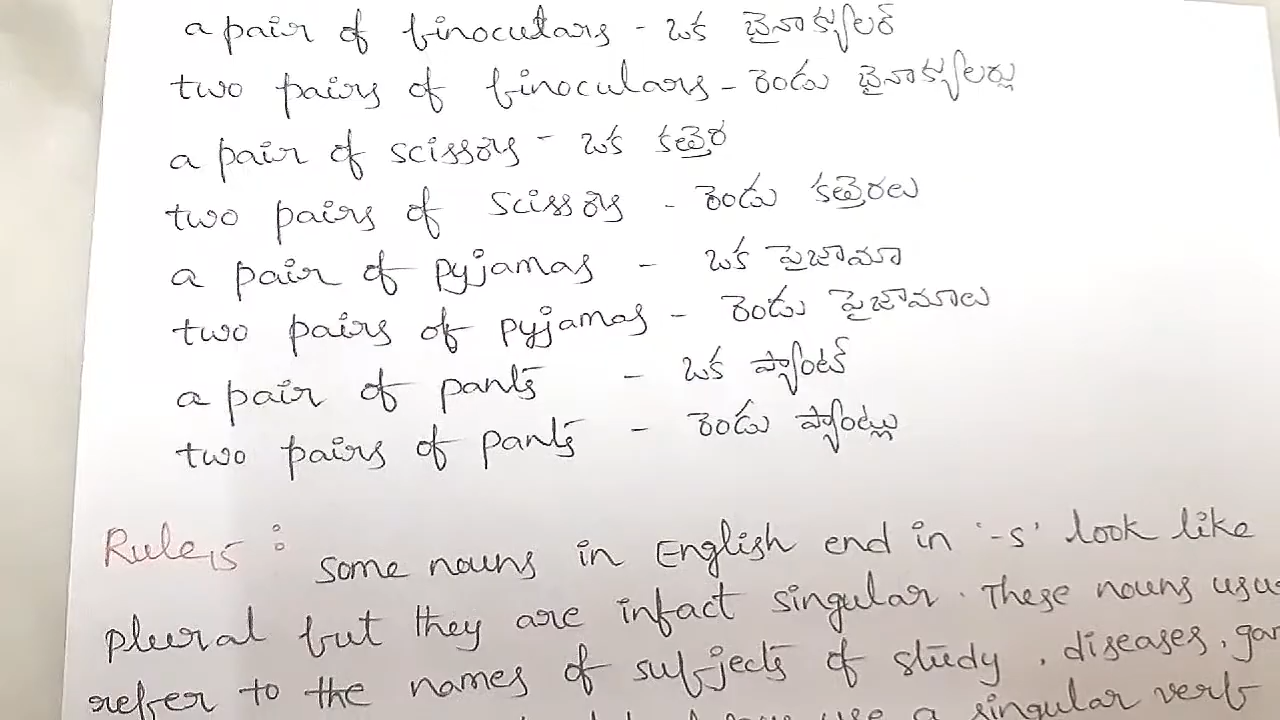 a pair of binoculars - ఒక బైనాక్యులర్
two pairs of binoculars - రెండు బైనాక్యులర్లు
a pair of scissors - ఒక కత్తెర
two pairs of scissors - రెండు కత్తెరలు
a pair of pyjamas - ఒక పైజామా
two pairs of pyjamas - రెండు పైజామాలు
a pair of pants - ఒక ప్యాంట్
two pairs of pants - రెండు ప్యాంట్లు
Rule 15 : Some nouns in English end in '-s' look like
plural but they are infact singular. These nouns
refer to the names of subjects of study, diseases,
use a singular verb